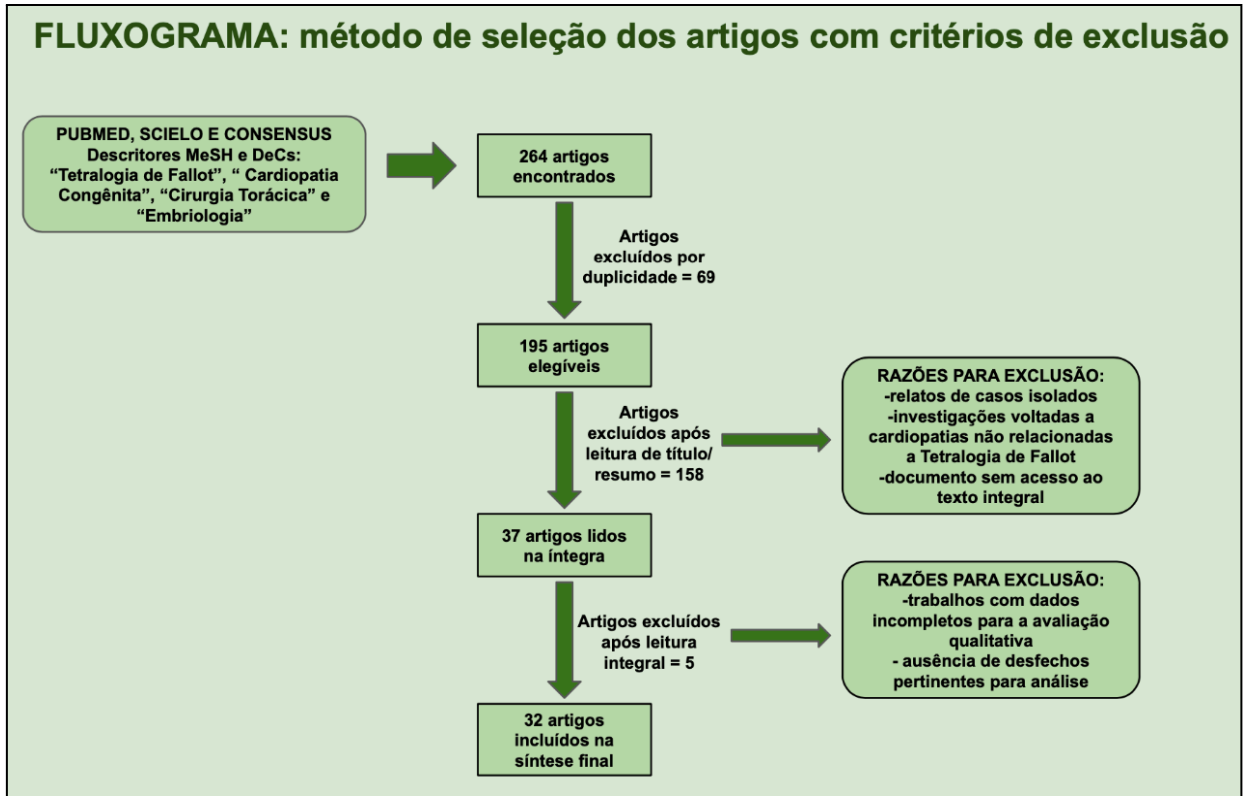 FLUXOGRAMA: método de seleção dos artigos com critérios de exclusão
PUBMED, SCIELO E CONSENSUS
Descritores MeSH e DeCs:
“Tetralogia de Fallot”, “ Cardiopatia
Congênita”, “Cirurgia Torácica” e
“Embriologia”
264 artigos
encontrados
Artigos
excluídos por
duplicidade = 69
195 artigos
elegíveis
Artigos
excluídos após
leitura de título/
resumo = 158
RAZÕES PARA EXCLUSÃO:
-relatos de casos isolados
-investigações voltadas a
cardiopatias não relacionadas
a Tetralogia de Fallot
-documento sem acesso ao
texto integral
37 artigos lidos
na íntegra
Artigos excluídos
após leitura
integral = 5
RAZÕES PARA EXCLUSÃO:
-trabalhos com dados
incompletos para a avaliação
qualitativa
- ausência de desfechos
pertinentes para análise
32 artigos
incluídos na
síntese final